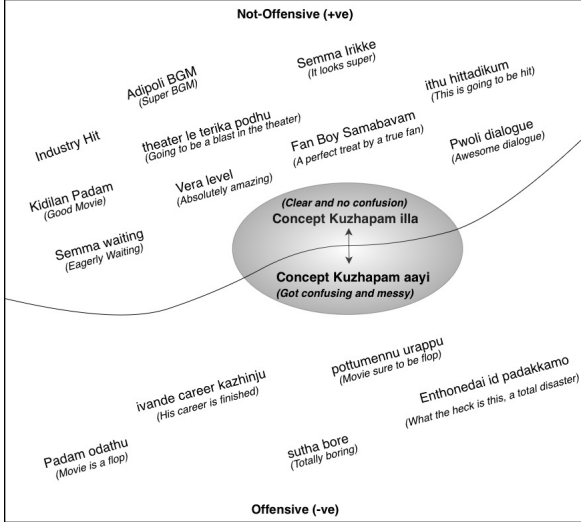 Not-Offensive (+ve)
Semma Irikke
(It looks super)
Adipoli BGM
(Super BGM)
ithu hittadikum
(This is going to be hit)
theater le terika podhu
(Going to be a blast in the theater)
Industry Hit
Fan Boy Samabavam
(A perfect treat by a true fan)
Pwoli dialogue
(Awesome dialogue)
Kidilan Padam
(Good Movie)
Vera level
(Absolutely amazing)
Semma waiting
(Eagerly Waiting)
(Clear and no confusion)
Concept Kuzhapam illa
Concept Kuzhapam aayi
(Got confusing and messy)
pottumennu urappu
(Movie sure to be flop)
ivande career kazhinju
(His career is finished)
Enthonedai id padakkamo
(What the heck is this, a total disaster)
Padam odathu
(Movie is a flop)
sutha bore
(Totally boring)
Offensive (-ve)